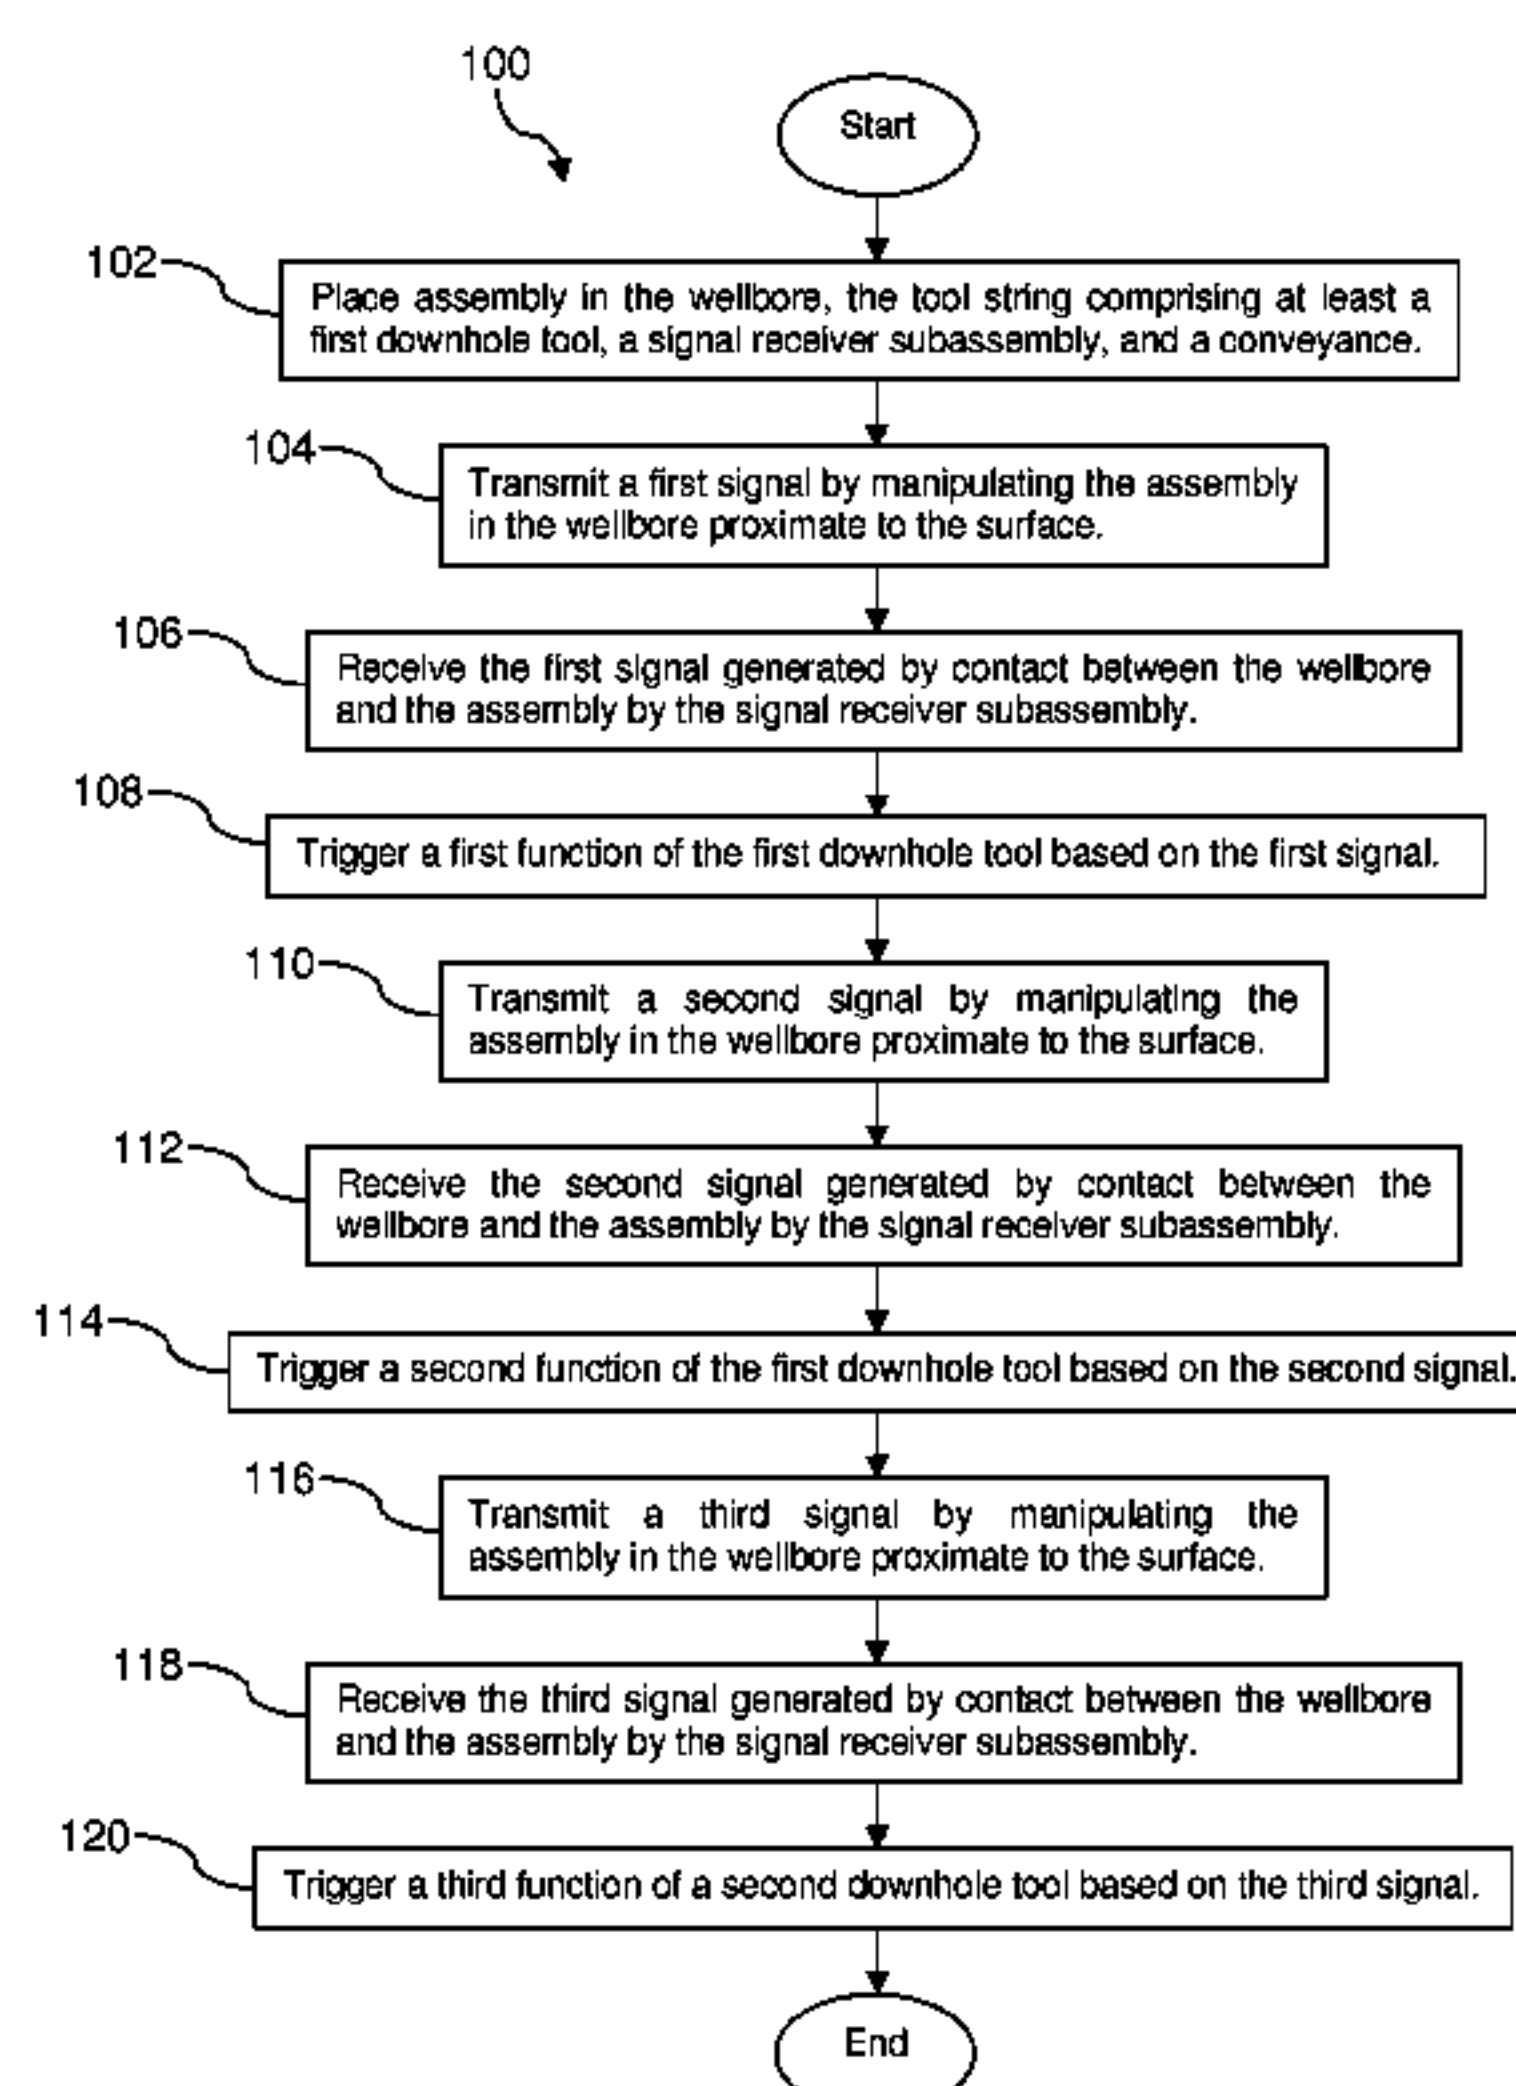 100
Start
102
Place assembly in the wellbore, the tool string comprising at least a
first downhole tool, a signal receiver subassembly, and a conveyance.
104
Transmit a first signal by manipulating the assembly
in the wellbore proximate to the surface.
106
Receive the first signal generated by contact between the wellbore
and the assembly by the signal receiver subassembly.
108
Trigger a first function of the first downhole tool based on the first signal.
110
Transmit a second signal by manipulating the
assembly in the wellbore proximate to the surface.
112
Receive the second signal generated by contact between the
wellbore and the assembly by the signal receiver subassembly.
114
Trigger a second function of the first downhole tool based on the second signal.
116
Transmit a third signal by manipulating the
assembly in the wellbore proximate to the surface.
118
Receive the third signal generated by contact between the wellbore
and the assembly by the signal receiver subassembly.
120
Trigger a third function of a second downhole tool based on the third signal.
End